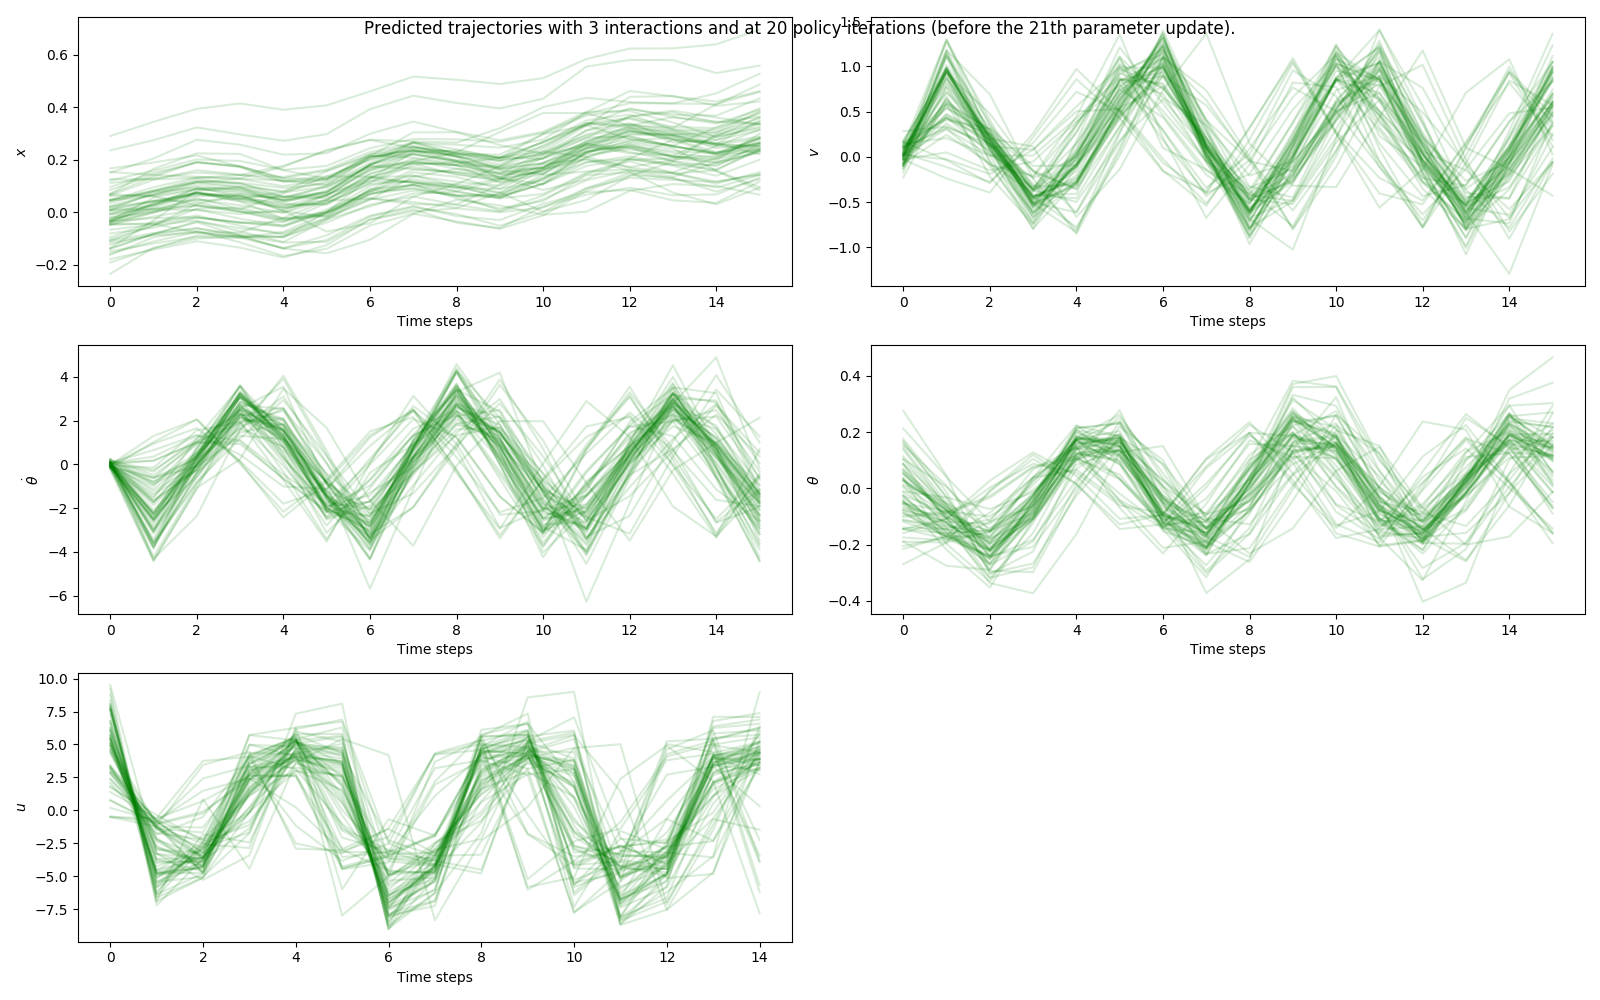 Predicted trajectories with 3 interactions and at 20 policy iterations (before the 21th parameter update).
0.6
0.4
0.2
0.0
−0.2
x
0 2 4 6 8 10 12 14
Time steps
1.5
1.0
0.5
0.0
−0.5
−1.0
v
0 2 4 6 8 10 12 14
Time steps
4
2
0
−2
−4
−6
θ̇
0 2 4 6 8 10 12 14
Time steps
0.4
0.2
0.0
−0.2
−0.4
θ
0 2 4 6 8 10 12 14
Time steps
10.0
7.5
5.0
2.5
0.0
−2.5
−5.0
−7.5
u
0 2 4 6 8 10 12 14
Time steps